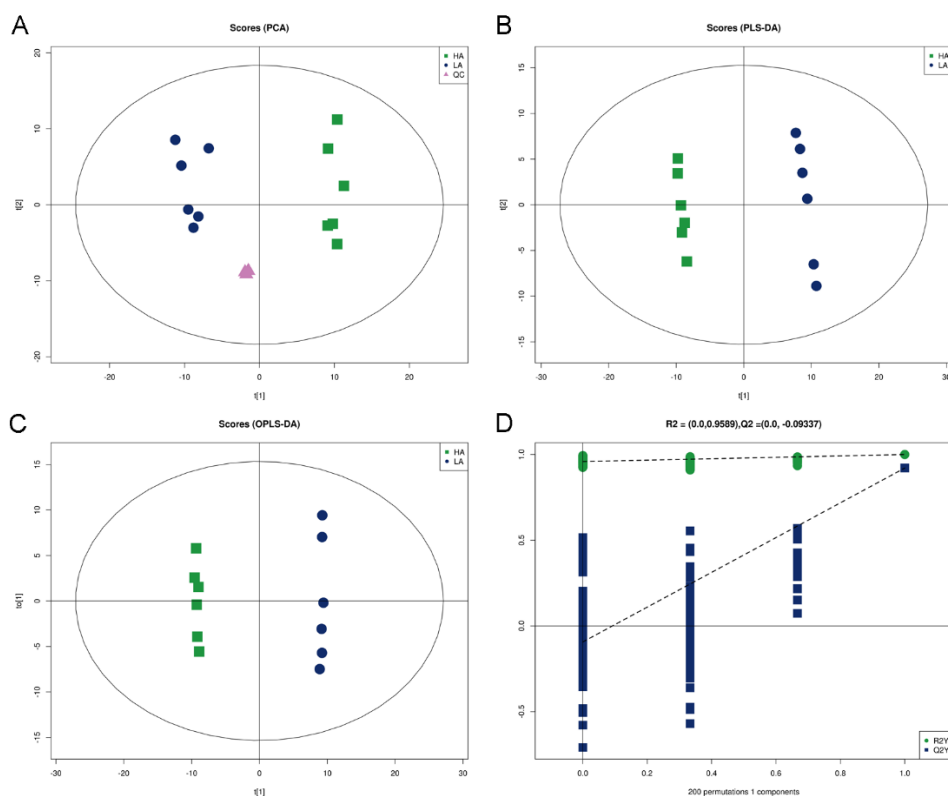 A
Scores (PCA)
HA
LA
QC
t[2]
20
10
0
-10
-20
-20
-10
0
10
20
t[1]
B
Scores (PLS-DA)
HA
LA
t[2]
15
10
5
0
-5
-10
-15
-30
-20
-10
0
10
20
30
t[1]
C
Scores (OPLS-DA)
HA
LA
to[1]
15
10
5
0
-5
-10
-15
-30
-20
-10
0
10
20
30
t[1]
D
R2 = (0.0,0.9589),Q2 =(0.0, -0.09337)
1.0
0.5
0.0
-0.5
R2Y
Q2Y
0.0
0.2
0.4
0.6
0.8
1.0
200 permutations 1 components